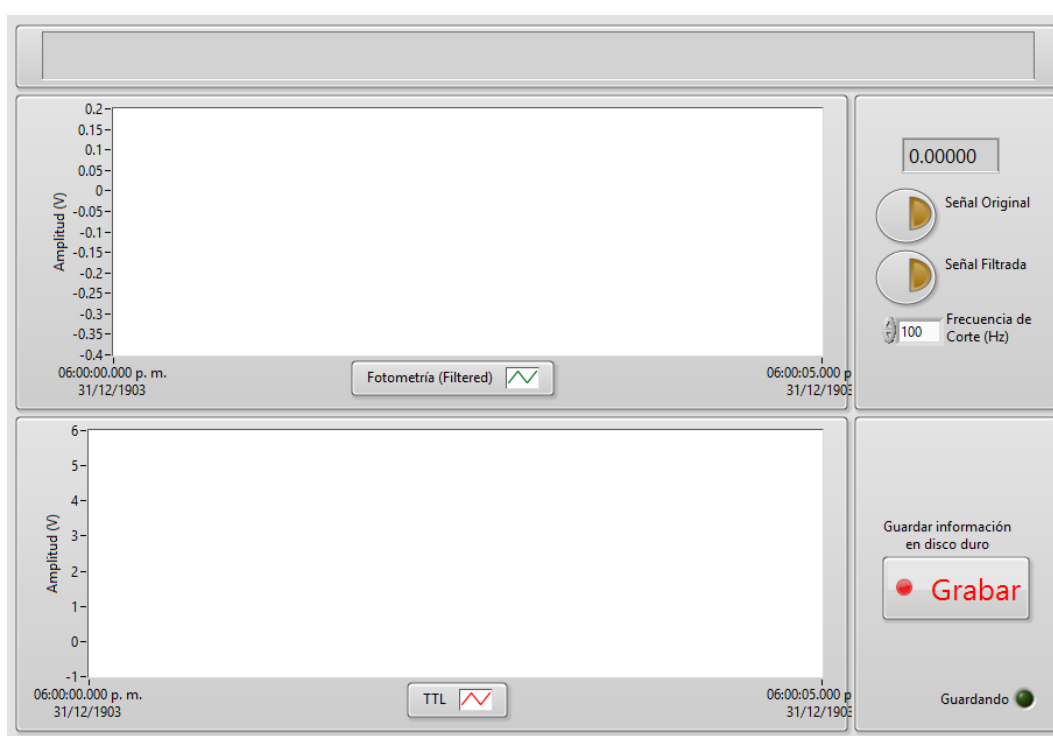 0.2
0.15
0.1
0.05
0
-0.05
-0.1
-0.15
-0.2
-0.25
-0.3
-0.35
-0.4
Amplitud (V)
06:00:00.000 p. m.
31/12/1903
Fotometría (Filtered)
06:00:05.000 p
31/12/1903
0.00000
Señal Original
Señal Filtrada
100
Frecuencia de
Corte (Hz)
6
5
4
3
2
1
0
-1
Amplitud (V)
06:00:00.000 p. m.
31/12/1903
TTL
06:00:05.000 p
31/12/1903
Guardar información
en disco duro
Grabar
Guardando